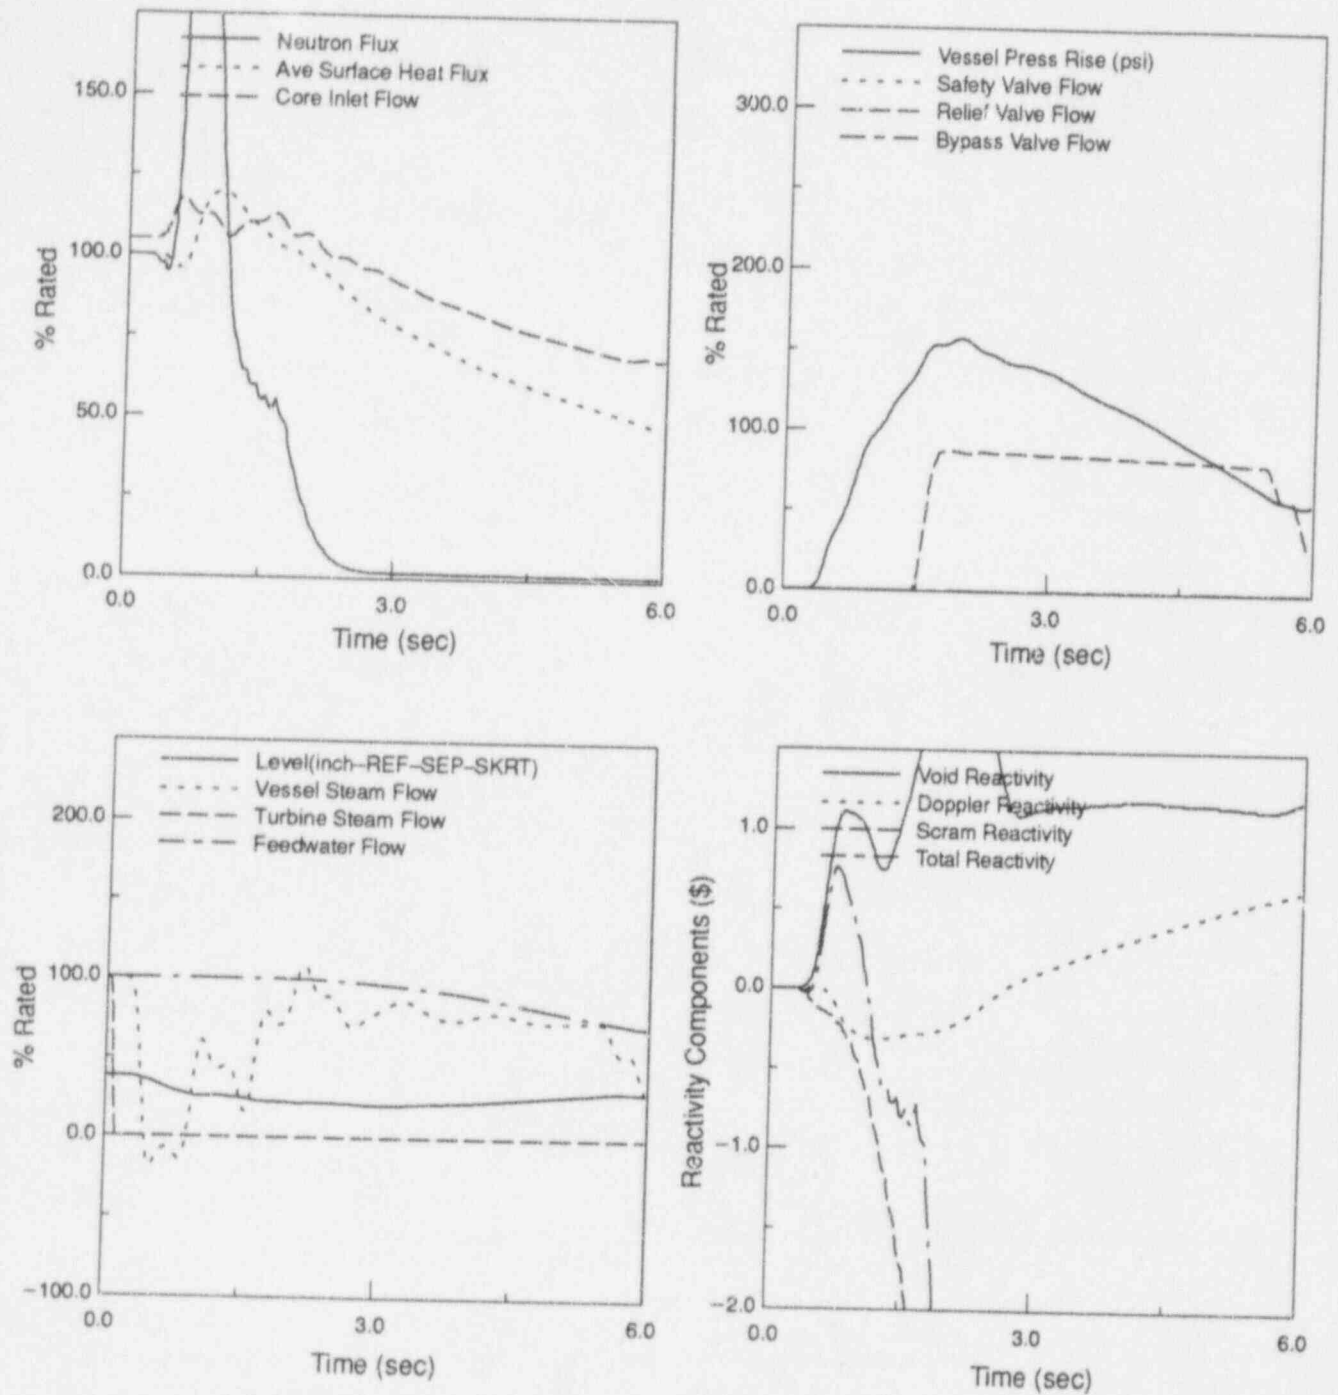 Neutron Flux
Ave Surface Heat Flux
Core Inlet Flow
150.0
100.0
50.0
0.0
% Rated
0.0
3.0
6.0
Time (sec)
Vessel Press Rise (psi)
Safety Valve Flow
Relief Valve Flow
Bypass Valve Flow
300.0
200.0
100.0
0.0
% Rated
0.0
3.0
6.0
Time (sec)
Level(inch-REF-SEP-SKRT)
Vessel Steam Flow
Turbine Steam Flow
Feedwater Flow
200.0
100.0
0.0
-100.0
% Rated
0.0
3.0
6.0
Time (sec)
Void Reactivity
Doppler Reactivity
Scram Reactivity
Total Reactivity
1.0
0.0
-1.0
-2.0
Reactivity Components ($)
0.0
3.0
6.0
Time (sec)